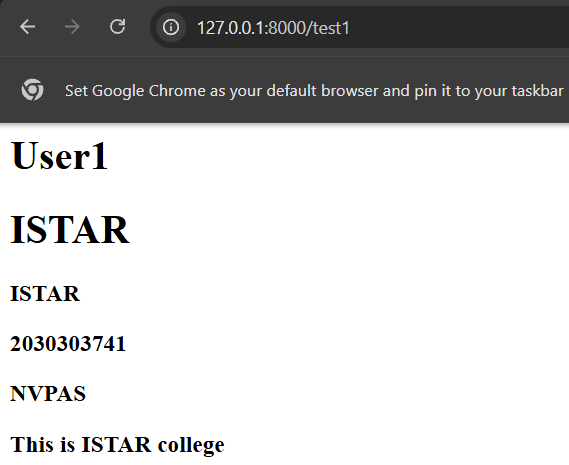 127.0.0.1:8000/test1
Set Google Chrome as your default browser and pin it to your taskbar
User1
ISTAR
ISTAR
2030303741
NVPAS
This is ISTAR college